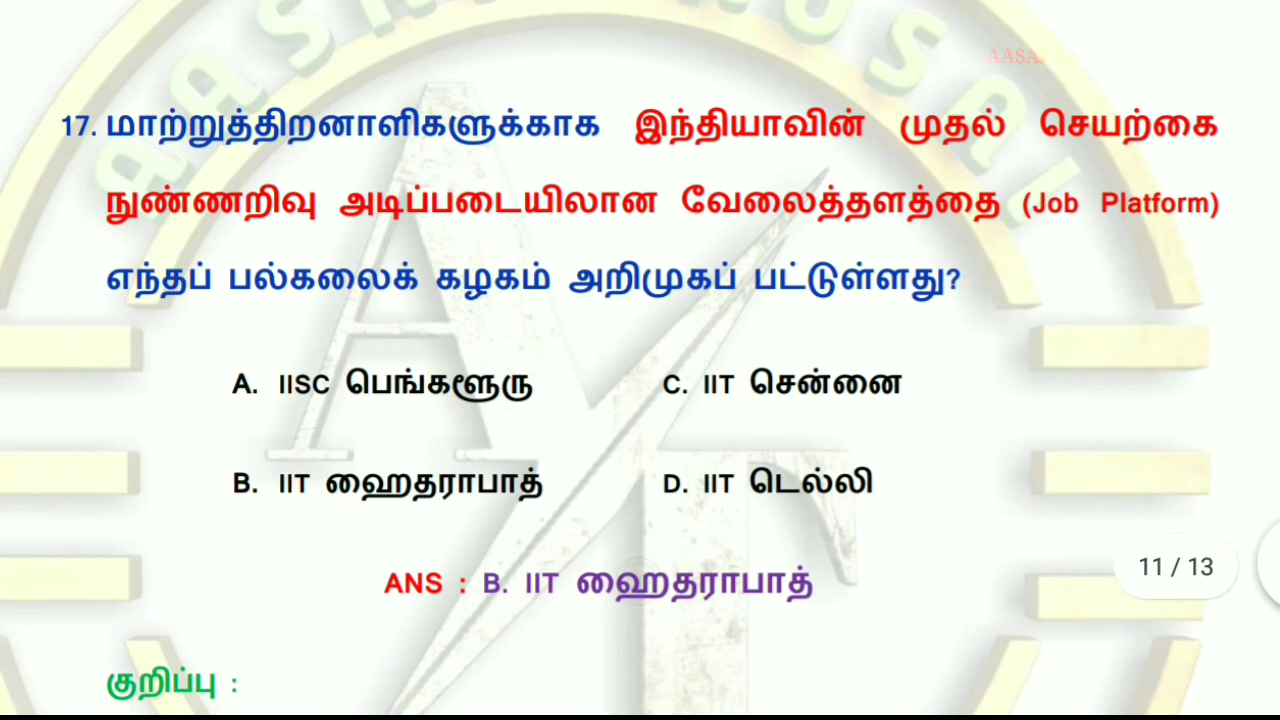 AASA
17. மாற்றுத்திறனாளிகளுக்காக இந்தியாவின் முதல் செயற்கை
நுண்ணறிவு அடிப்படையிலான வேலைத்தளத்தை (Job Platform)
எந்தப் பல்கலைக் கழகம் அறிமுகப் பட்டுள்ளது?
A. IISC பெங்களூரு C. IIT சென்னை
B. IIT ஹைதராபாத் D. IIT டெல்லி
ANS : B. IIT ஹைதராபாத்
11 / 13
குறிப்பு :